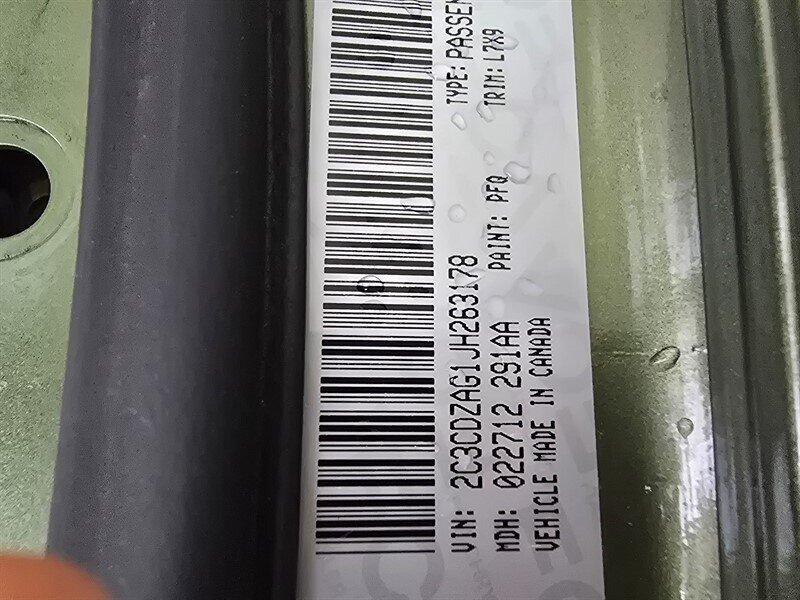 TYPE: PASSEN
TRIM: L7X9
VIN: 2C3CDZAG1JH263178
MDH: 022712 291AA PAINT: PFQ
VEHICLE MADE IN CANADA